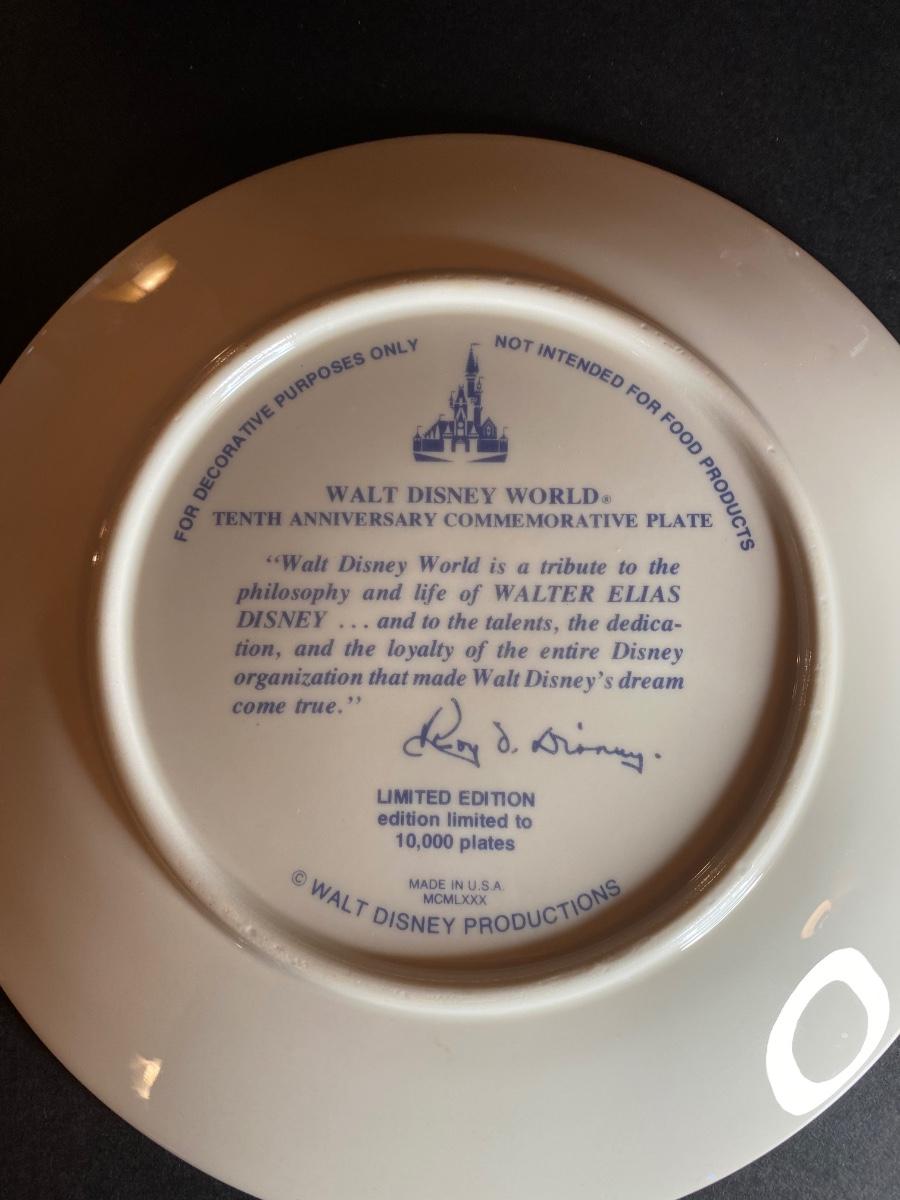 FOR DECORATIVE PURPOSES ONLY
NOT INTENDED FOR FOOD PRODUCTS
WALT DISNEY WORLD®
TENTH ANNIVERSARY COMMEMORATIVE PLATE
“Walt Disney World is a tribute to the
philosophy and life of WALTER ELIAS
DISNEY ... and to the talents, the dedica-
tion, and the loyalty of the entire Disney
organization that made Walt Disney’s dream
come true.”
Roy O. Disney.
LIMITED EDITION
edition limited to
10,000 plates
MADE IN U.S.A.
MCMLXXX
© WALT DISNEY PRODUCTIONS